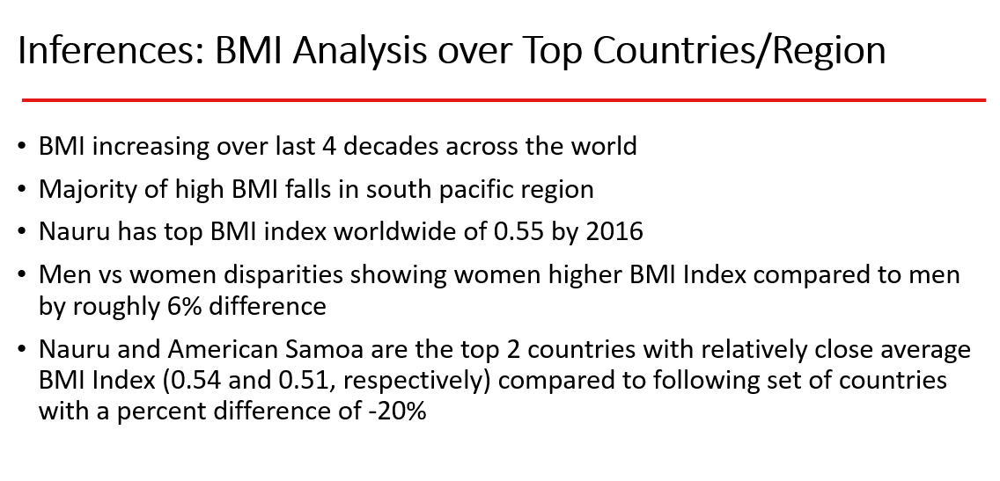 Inferences: BMI Analysis over Top Countries/Region
• BMI increasing over last 4 decades across the world
• Majority of high BMI falls in south pacific region
• Nauru has top BMI index worldwide of 0.55 by 2016
• Men vs women disparities showing women higher BMI Index compared to men
by roughly 6% difference
• Nauru and American Samoa are the top 2 countries with relatively close average
BMI Index (0.54 and 0.51, respectively) compared to following set of countries
with a percent difference of -20%